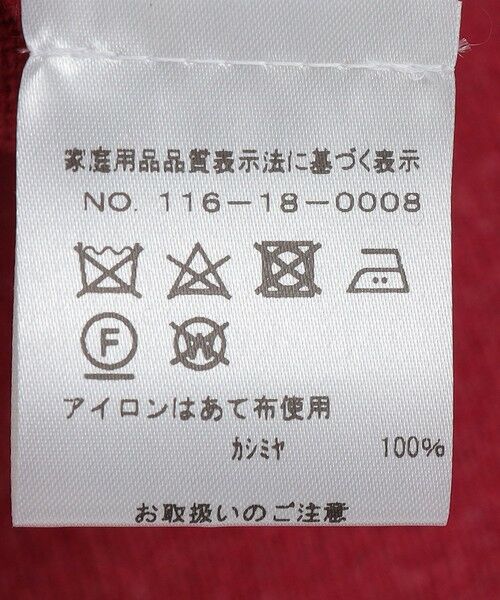 家庭用品品質表示法に基づく表示
NO. 116-18-0008
F W
アイロンはあて布使用
カシミヤ 100%
お取扱いのご注意